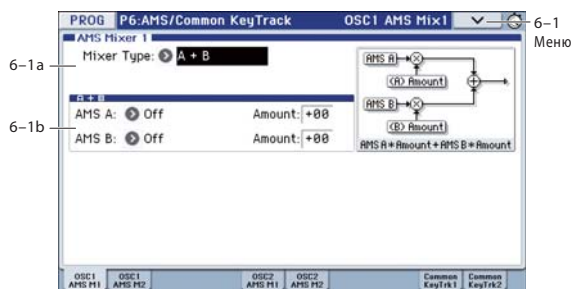 PROG P6:AMS/Common KeyTrack OSC1 AMS Mix1
6–1
Меню
AMS Mixer 1
6–1a
Mixer Type: A + B
AMS A
(A) Amount
A + B
6–1b
AMS A: Off Amount: +00
AMS B
AMS B: Off Amount: +00
(B) Amount
AMS A*Amount+AMS B*Amount
OSC1 AMS M1
OSC1 AMS M2
OSC2 AMS M1
OSC2 AMS M2
Common KeyTrk1
Common KeyTrk2